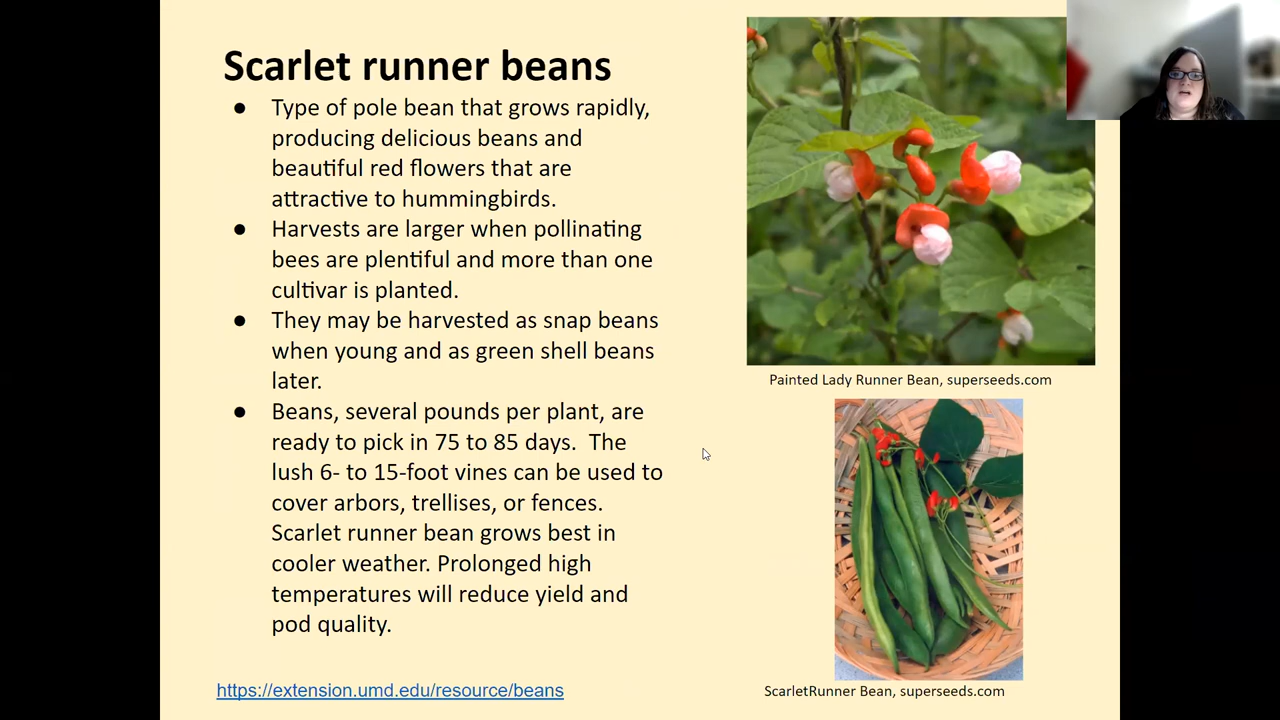 Scarlet runner beans
● Type of pole bean that grows rapidly,
producing delicious beans and
beautiful red flowers that are
attractive to hummingbirds.
● Harvests are larger when pollinating
bees are plentiful and more than one
cultivar is planted.
● They may be harvested as snap beans
when young and as green shell beans
later.
● Beans, several pounds per plant, are
ready to pick in 75 to 85 days.  The
lush 6- to 15-foot vines can be used to
cover arbors, trellises, or fences.
Scarlet runner bean grows best in
cooler weather. Prolonged high
temperatures will reduce yield and
pod quality.
https://extension.umd.edu/resource/beans
Painted Lady Runner Bean, superseeds.com
ScarletRunner Bean, superseeds.com